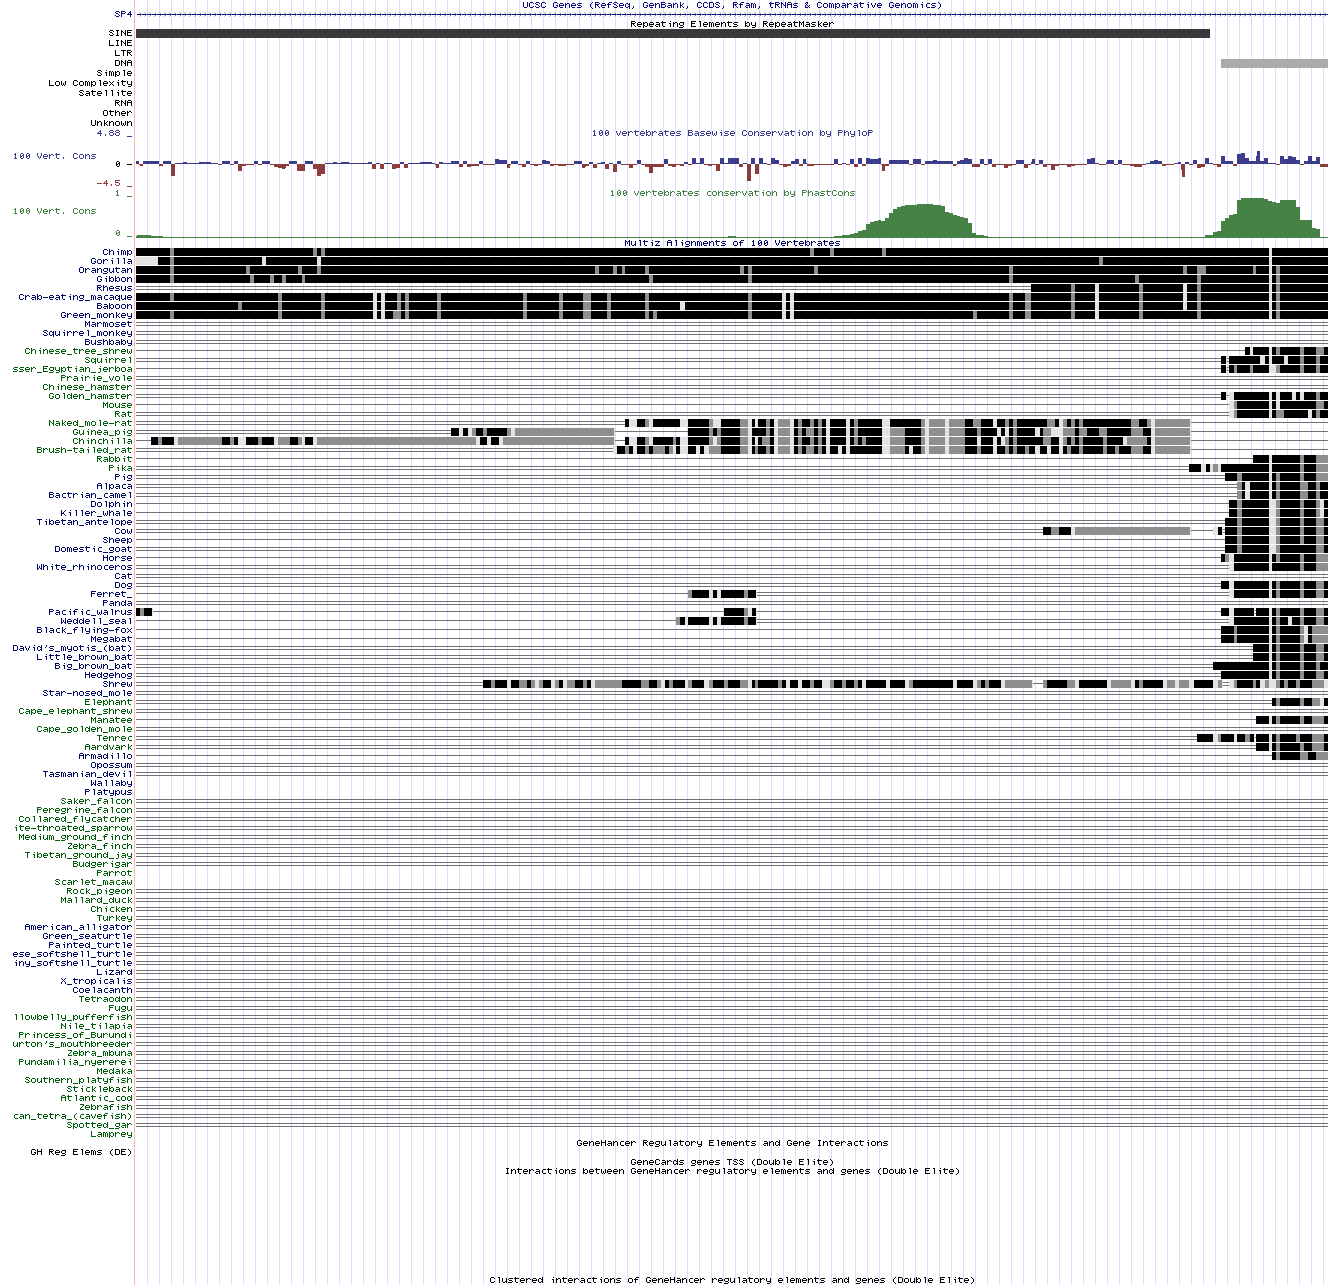 UCSC Genes (RefSeq, GenBank, CCDS, Rfam, tRNAs & Comparative Genomics)
SP4
Repeating Elements by RepeatMasker
SINE
LINE
LTR
DNA
Simple
Low Complexity
Satellite
RNA
Other
Unknown
4.88 _
100 vertebrates Basewise Conservation by PhyloP
100 Vert. Cons
0 -
-4.5 _
1 _
100 vertebrates conservation by PhastCons
100 Vert. Cons
0 _
Multiz Alignments of 100 Vertebrates
Chimp
Gorilla
Orangutan
Gibbon
Rhesus
Crab-eating_macaque
Baboon
Green_monkey
Marmoset
Squirrel_monkey
Bushbaby
Chinese_tree_shrew
Squirrel
sser_Egyptian_jerboa
Prairie_vole
Chinese_hamster
Golden_hamster
Mouse
Rat
Naked_mole-rat
Guinea_pig
Chinchilla
Brush-tailed_rat
Rabbit
Pika
Pig
Alpaca
Bactrian_camel
Dolphin
Killer_whale
Tibetan_antelope
Cow
Sheep
Domestic_goat
Horse
White_rhinoceros
Cat
Dog
Ferret_
Panda
Pacific_walrus
Weddell_seal
Black_flying-fox
Megabat
David's_myotis_(bat)
Little_brown_bat
Big_brown_bat
Hedgehog
Shrew
Star-nosed_mole
Elephant
Cape_elephant_shrew
Manatee
Cape_golden_mole
Tenrec
Aardvark
Armadillo
Opossum
Tasmanian_devil
Wallaby
Platypus
Saker_falcon
Peregrine_falcon
Collared_flycatcher
ite-throated_sparrow
Medium_ground_finch
Zebra_finch
Tibetan_ground_jay
Budgerigar
Parrot
Scarlet_macaw
Rock_pigeon
Mallard_duck
Chicken
Turkey
American_alligator
Green_seaturtle
Painted_turtle
ese_softshell_turtle
iny_softshell_turtle
Lizard
X_tropicalis
Coelacanth
Tetraodon
Fugu
llowbelly_pufferfish
Nile_tilapia
Princess_of_Burundi
urton's_mouthbreeder
Zebra_mbuna
Pundamilia_nyererei
Medaka
Southern_platyfish
Stickleback
Atlantic_cod
Zebrafish
can_tetra_(cavefish)
Spotted_gar
Lamprey
GeneHancer Regulatory Elements and Gene Interactions
GH Reg Elems (DE)
GeneCards genes TSS (Double Elite)
Interactions between GeneHancer regulatory elements and genes (Double Elite)
Clustered interactions of GeneHancer regulatory elements and genes (Double Elite)